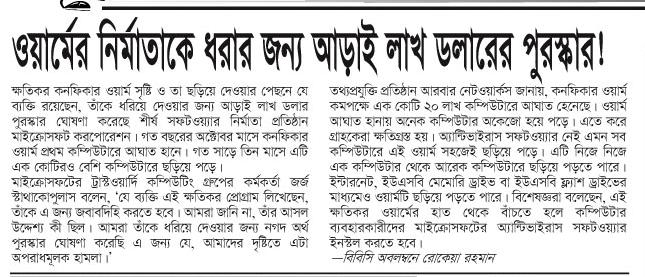 ওয়ার্মের নির্মাতাকে ধরার জন্য আড়াই লাখ ডলারের পুরস্কার!
ক্ষতিকর কনফিকার ওয়ার্ম সৃষ্টি ও তা ছড়িয়ে দেওয়ার পেছনে যে
ব্যক্তি রয়েছেন, তাঁকে ধরিয়ে দেওয়ার জন্য আড়াই লাখ ডলার
পুরস্কার ঘোষণা করেছে শীর্ষ সফটওয়্যার নির্মাতা প্রতিষ্ঠান
মাইক্রোসফট করপোরেশন। গত বছরের অক্টোবর মাসে কনফিকার
ওয়ার্ম প্রথম কম্পিউটারে আঘাত হানে। গত সাড়ে তিন মাসে এটি
এক কোটিরও বেশি কম্পিউটারে ছড়িয়ে পড়ে।
মাইক্রোসফটের ট্রাস্টওয়ার্দি কম্পিউটিং গ্রুপের কর্মকর্তা জর্জ
স্টাথাকোপুলাস বলেন, 'যে ব্যক্তি এই ক্ষতিকর প্রোগ্রাম লিখেছেন,
তাঁকে এ জন্য জবাবদিহি করতে হবে। আমরা জানি না, তাঁর আসল
উদ্দেশ্য কী ছিল। আমরা তাঁকে ধরিয়ে দেওয়ার জন্য নগদ অর্থ
পুরস্কার ঘোষণা করেছি এ জন্য যে, আমাদের দৃষ্টিতে এটা
অপরাধমূলক হামলা।'
তথ্যপ্রযুক্তি প্রতিষ্ঠান আরবার নেটওয়ার্কস জানায়, কনফিকার ওয়ার্ম
কমপক্ষে এক কোটি ২০ লাখ কম্পিউটারে আঘাত হেনেছে। ওয়ার্ম
আঘাত হানায় অনেক কম্পিউটার অকেজো হয়ে পড়ে। এতে করে
গ্রাহকেরা ক্ষতিগ্রস্ত হয়। অ্যান্টিভাইরাস সফটওয়্যার নেই এমন সব
কম্পিউটারে এই ওয়ার্ম সহজেই ছড়িয়ে পড়ে। এটি নিজে নিজে
এক কম্পিউটার থেকে আরেক কম্পিউটারে ছড়িয়ে পড়তে পারে।
ইন্টারনেট, ইউএসবি মেমোরি ড্রাইভ বা ইউএসবি ফ্ল্যাশ ড্রাইভের
মাধ্যমেও ওয়ার্মটি ছড়িয়ে পড়তে পারে। বিশেষজ্ঞরা বলেছেন, এই
ক্ষতিকর ওয়ার্মের হাত থেকে বাঁচতে হলে কম্পিউটার
ব্যবহারকারীদের মাইক্রোসফটের অ্যান্টিভাইরাস সফটওয়্যার
ইনস্টল করতে হবে।
—বিবিসি অবলম্বনে রোকেয়া রহমান